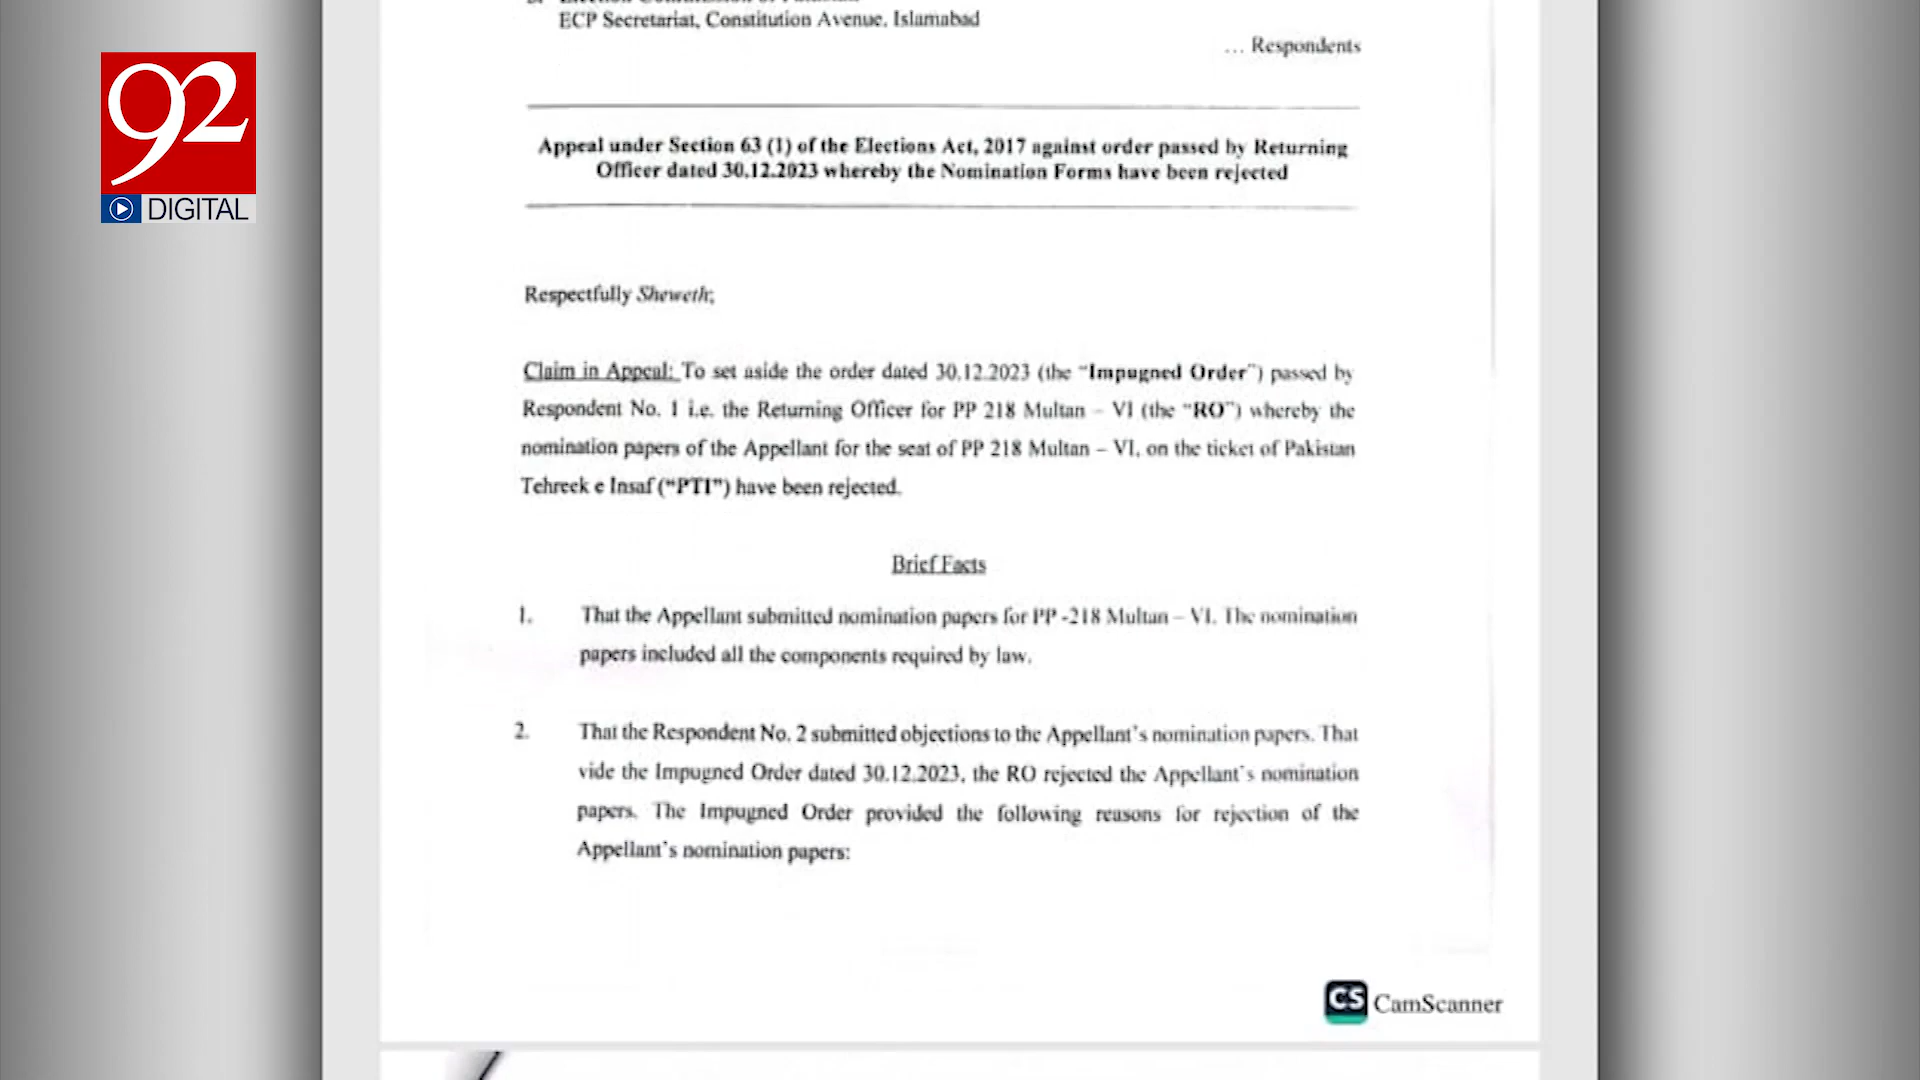 ECP Secretariat, Constitution Avenue, Islamabad
... Respondents
92
DIGITAL
Appeal under Section 63 (1) of the Elections Act, 2017 against order passed by Returning
Officer dated 30.12.2023 whereby the Nomination Forms have been rejected
Respectfully Sheweth;
Claim in Appeal: To set aside the order dated 30.12.2023 (the “Impugned Order”) passed by
Respondent No. 1 i.e. the Returning Officer for PP 218 Multan – VI (the “RO”) whereby the
nomination papers of the Appellant for the seat of PP 218 Multan – VI, on the ticket of Pakistan
Tehreek e Insaf (“PTI”) have been rejected.
Brief Facts
1. That the Appellant submitted nomination papers for PP -218 Multan – VI. The nomination
papers included all the components required by law.
2. That the Respondent No. 2 submitted objections to the Appellant’s nomination papers. That
vide the Impugned Order dated 30.12.2023, the RO rejected the Appellant’s nomination
papers. The Impugned Order provided the following reasons for rejection of the
Appellant’s nomination papers:
CS CamScanner